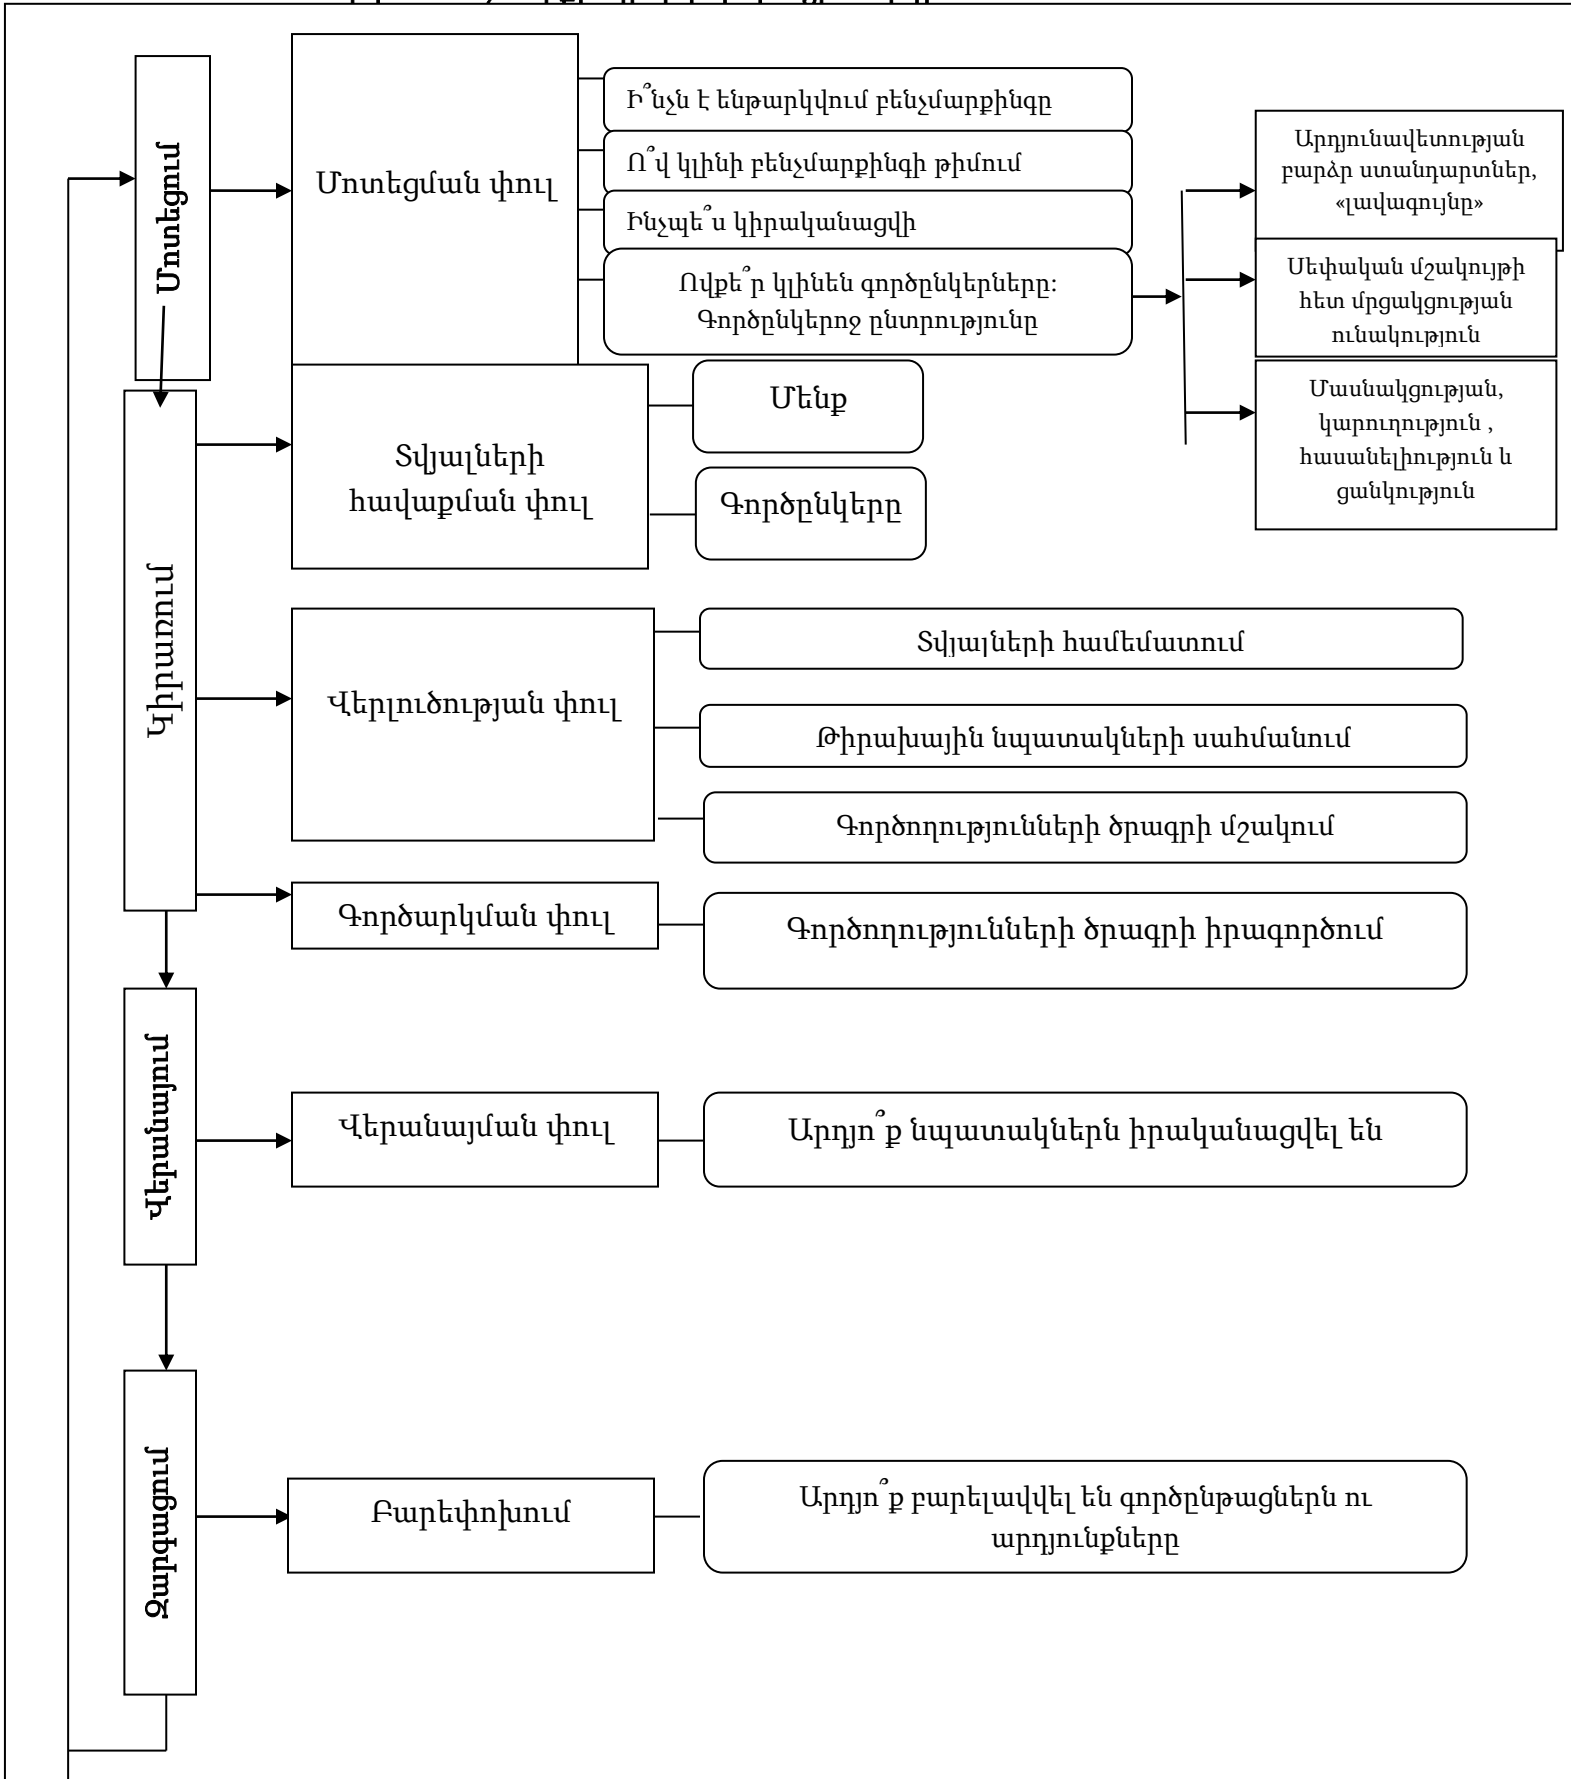 Մոտեցում
Մոտեցման փուլ
Ի՞նչն է ենթարկվում բենչմարքինգը
Ո՞վ կլինի բենչմարքինգի թիմում
Ինչպե՞ս կիրականացվի
Ովքե՞ր կլինեն գործընկերները:
Գործընկերոջ ընտրությունը
Արդյունավետության
բարձր ստանդարտներ,
«լավագույնը»
Սեփական մշակույթի
հետ մրցակցության
ունակություն
Մասնակցության,
կարուղություն ,
հասանելիություն և
ցանկություն
Կիրառում
Տվյալների
հավաքման փուլ
Մենք
Գործընկերը
Վերլուծության փուլ
Տվյալների համեմատում
Թիրախային նպատակների սահմանում
Գործողությունների ծրագրի մշակում
Գործարկման փուլ
Գործողությունների ծրագրի իրագործում
Վերանայում
Վերանայման փուլ
Արդյո՞ք նպատակներն իրականացվել են
Զարգացում
Բարեփոխում
Արդյո՞ք բարելավվել են գործընթացներն ու
արդյունքները